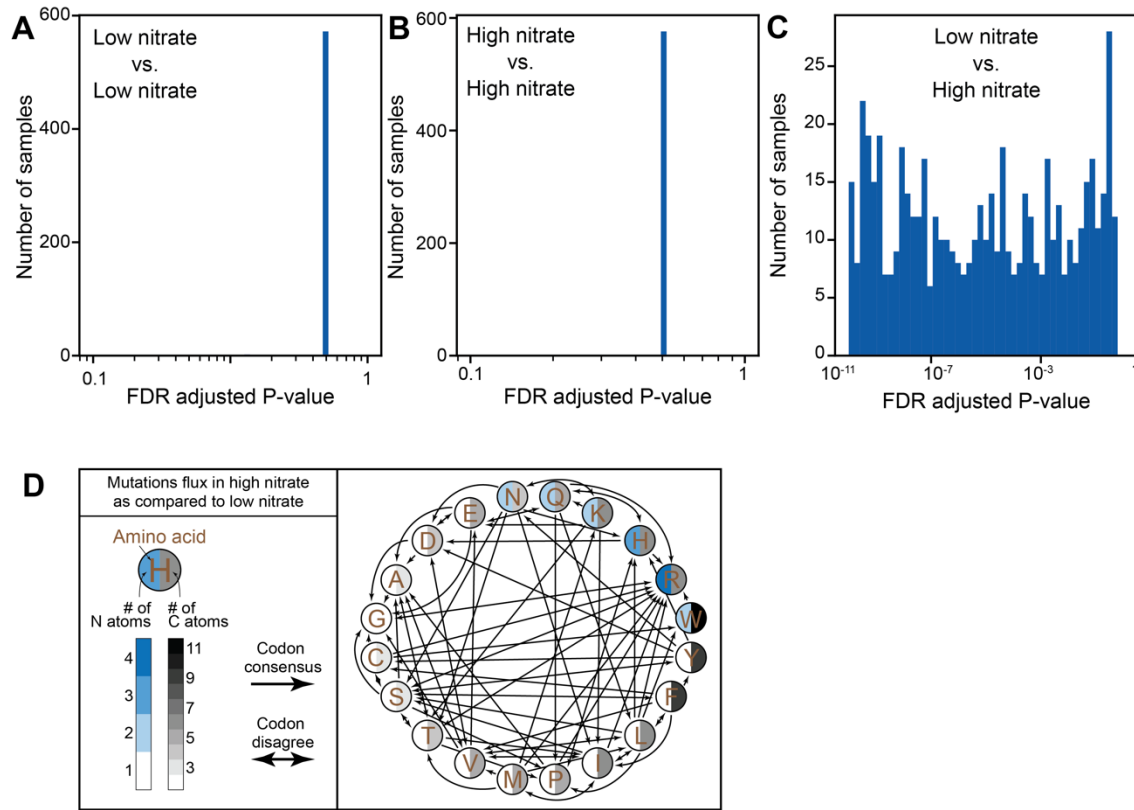 A
Low nitrate
vs.
Low nitrate
600
400
200
0
Number of samples
0.1
1
FDR adjusted P-value
B
High nitrate
vs.
High nitrate
600
400
200
0
Number of samples
0.1
1
FDR adjusted P-value
C
Low nitrate
vs.
High nitrate
25
20
15
10
5
0
Number of samples
10-11
10-7
10-3
1
FDR adjusted P-value
D
Mutations flux in high nitrate
as compared to low nitrate
Amino acid
H
# of
N atoms
# of
C atoms
4
3
2
1
11
9
7
5
3
Codon
consensus
Codon
disagree
N
Q
K
H
R
W
Y
F
L
I
P
M
V
T
S
C
G
A
D
E